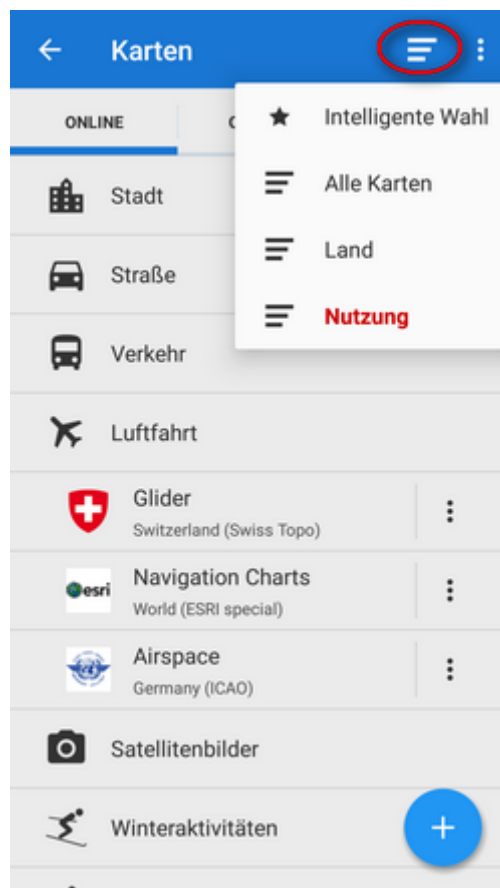 Karten
ONLINE
Intelligente Wahl
Alle Karten
Land
Nutzung
Stadt
Straße
Verkehr
Luftfahrt
Glider
Switzerland (Swiss Topo)
esri
Navigation Charts
World (ESRI special)
Airspace
Germany (ICAO)
Satellitenbilder
Winteraktivitäten